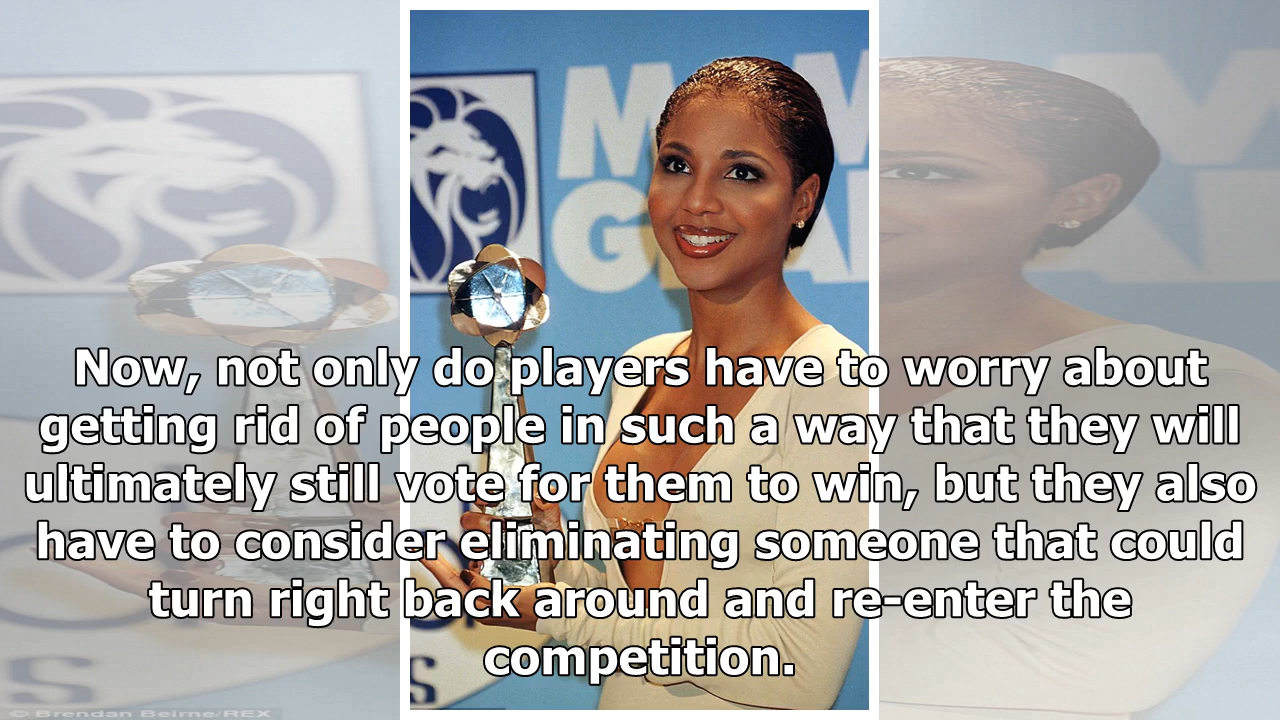 M
G
Now, not only do players have to worry about
getting rid of people in such a way that they will
ultimately still vote for them to win, but they also
have to consider eliminating someone that could
turn right back around and re-enter the
competition.
S
© Brendan Beirne/REX